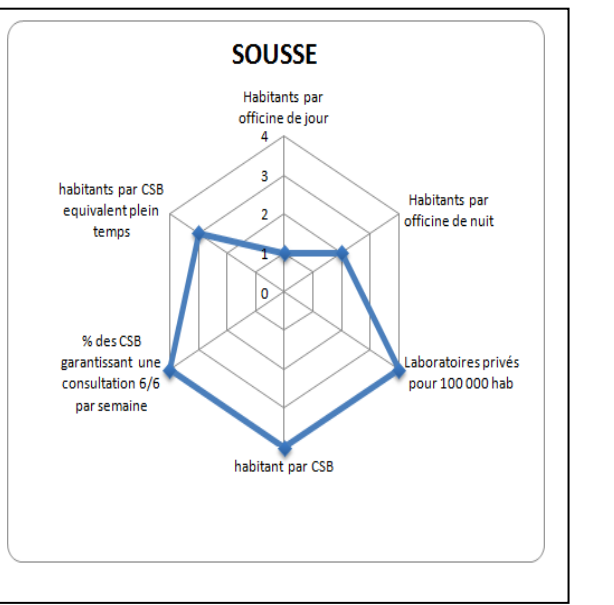 SOUSSE
Habitants par
officine de jour
4
3
2
1
0
Habitants par
officine de nuit
Laboratoires privés
pour 100 000 hab
habitant par CSB
% des CSB
garantissant une
consultation 6/6
par semaine
habitants par CSB
equivalent plein
temps